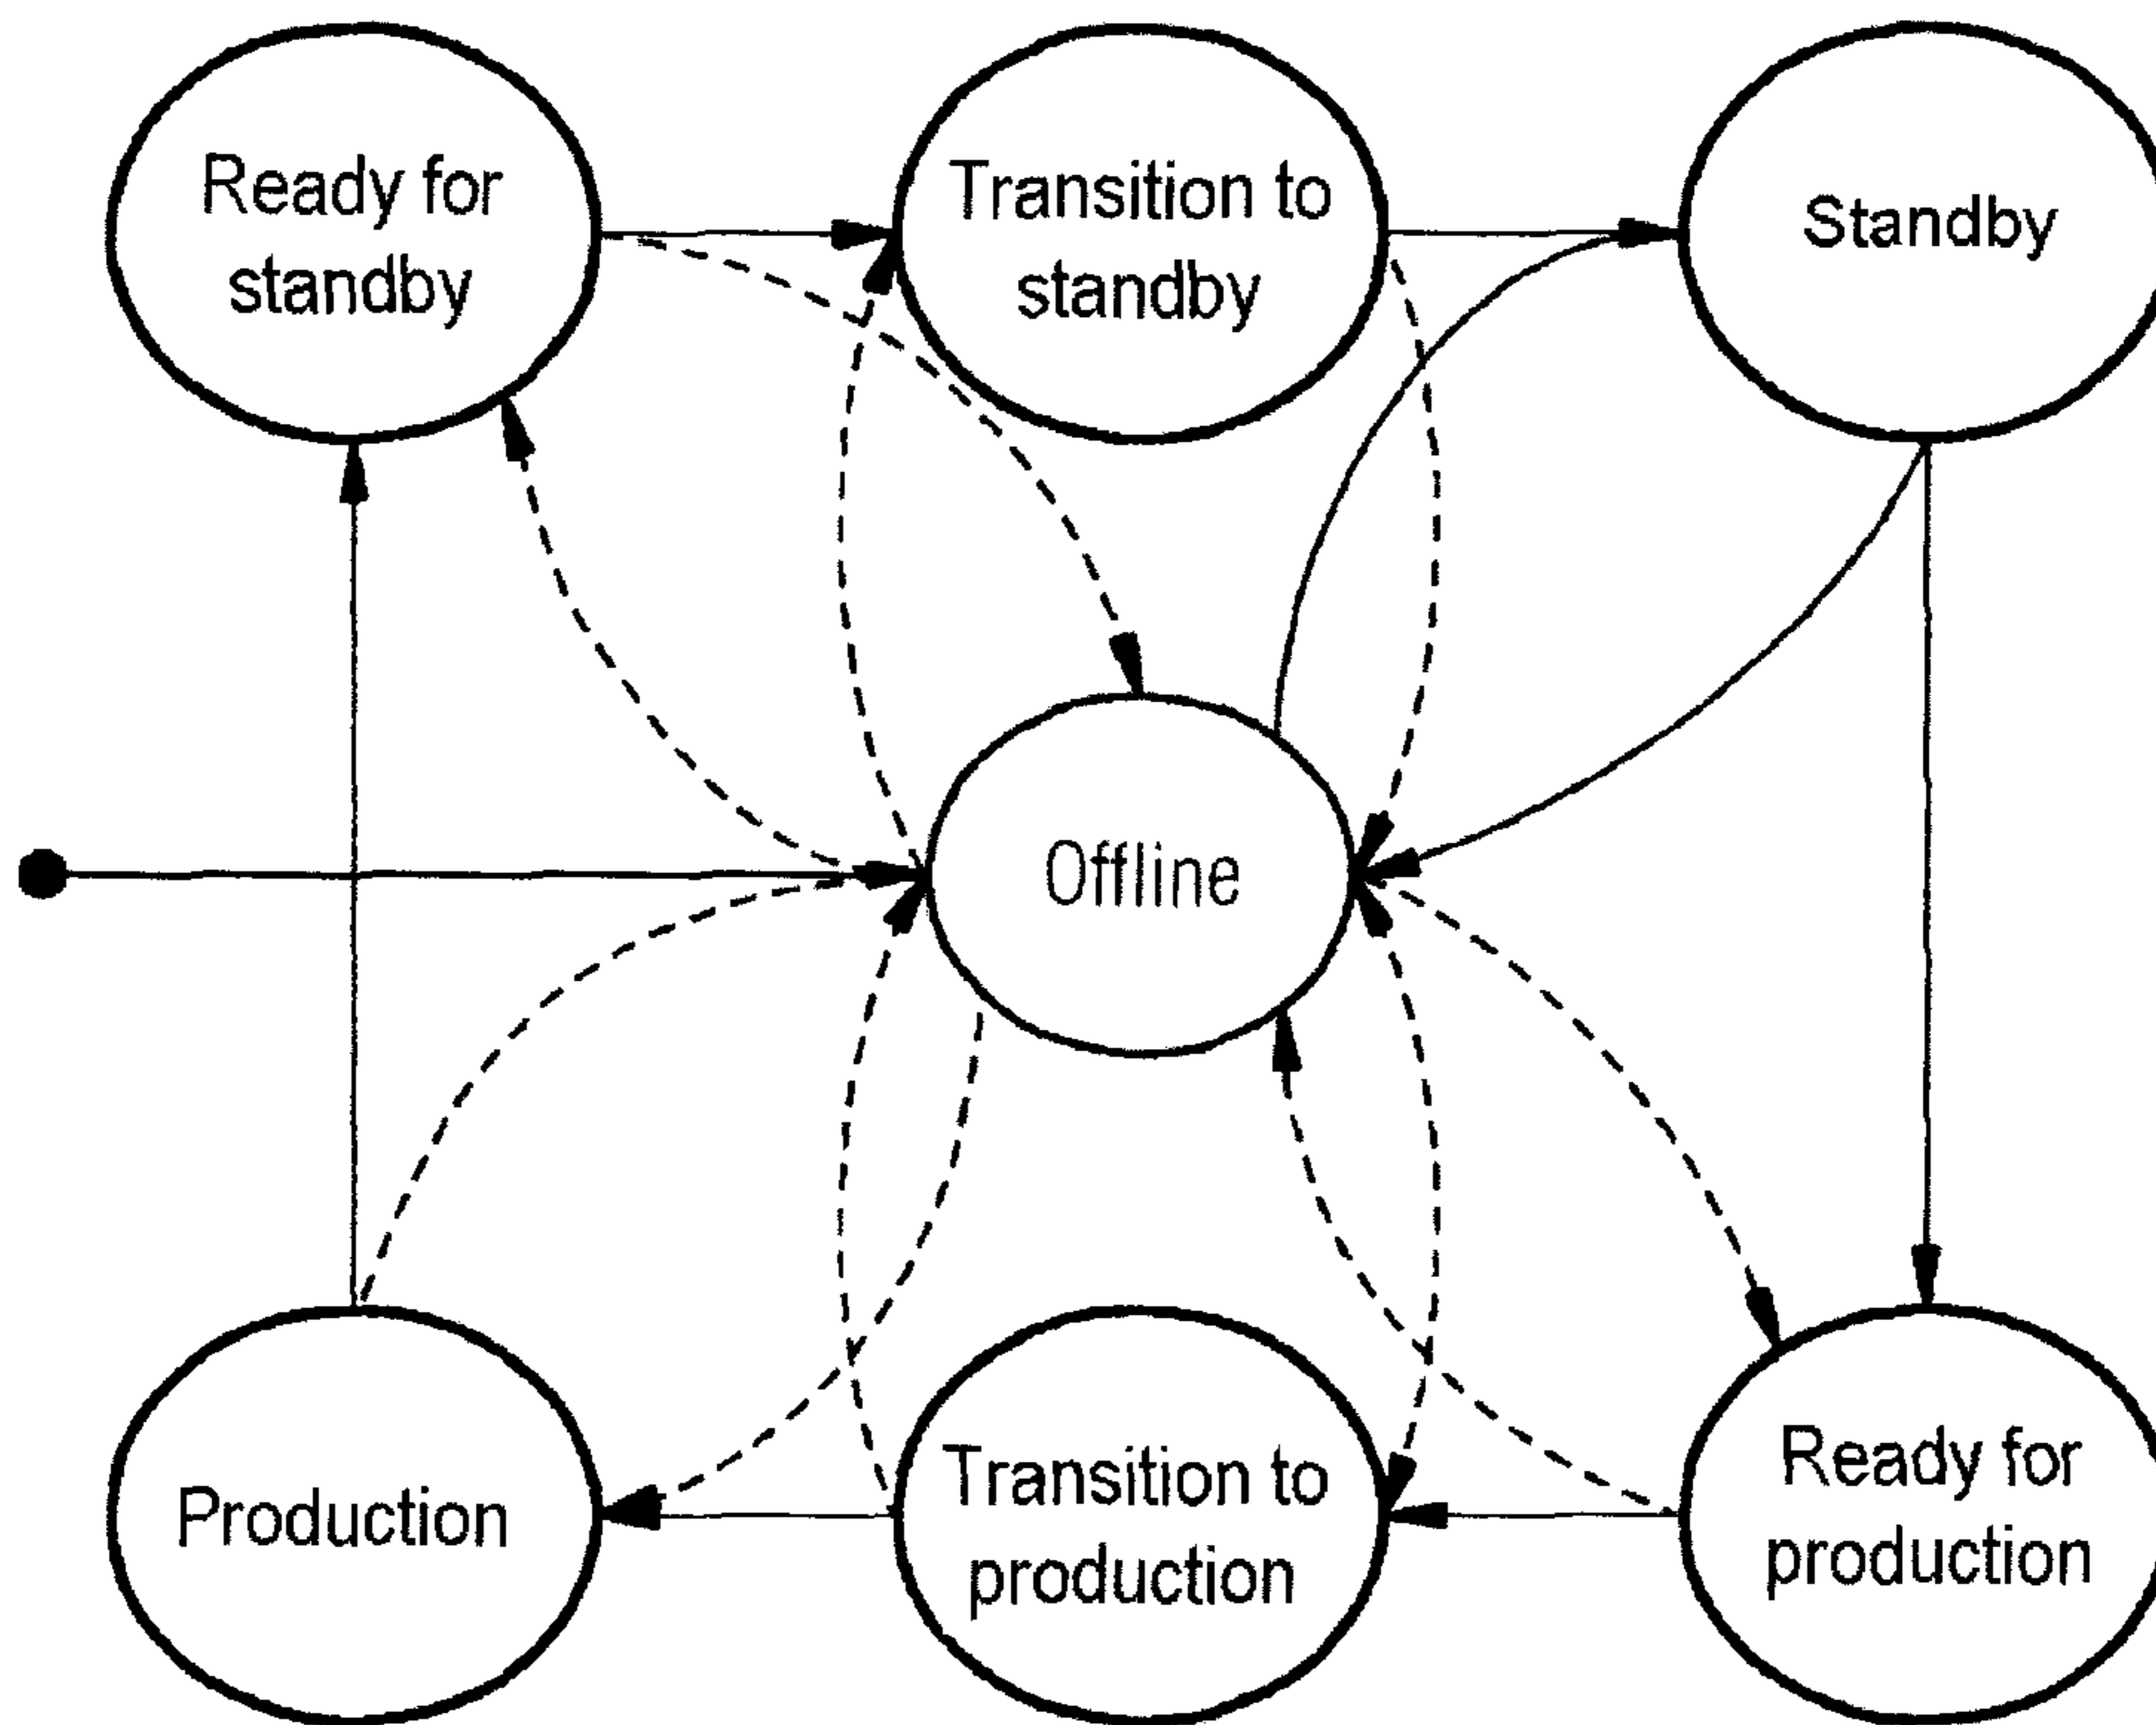 Ready for
standby
Transition to
standby
Standby
Offline
Production
Transition to
production
Ready for
production